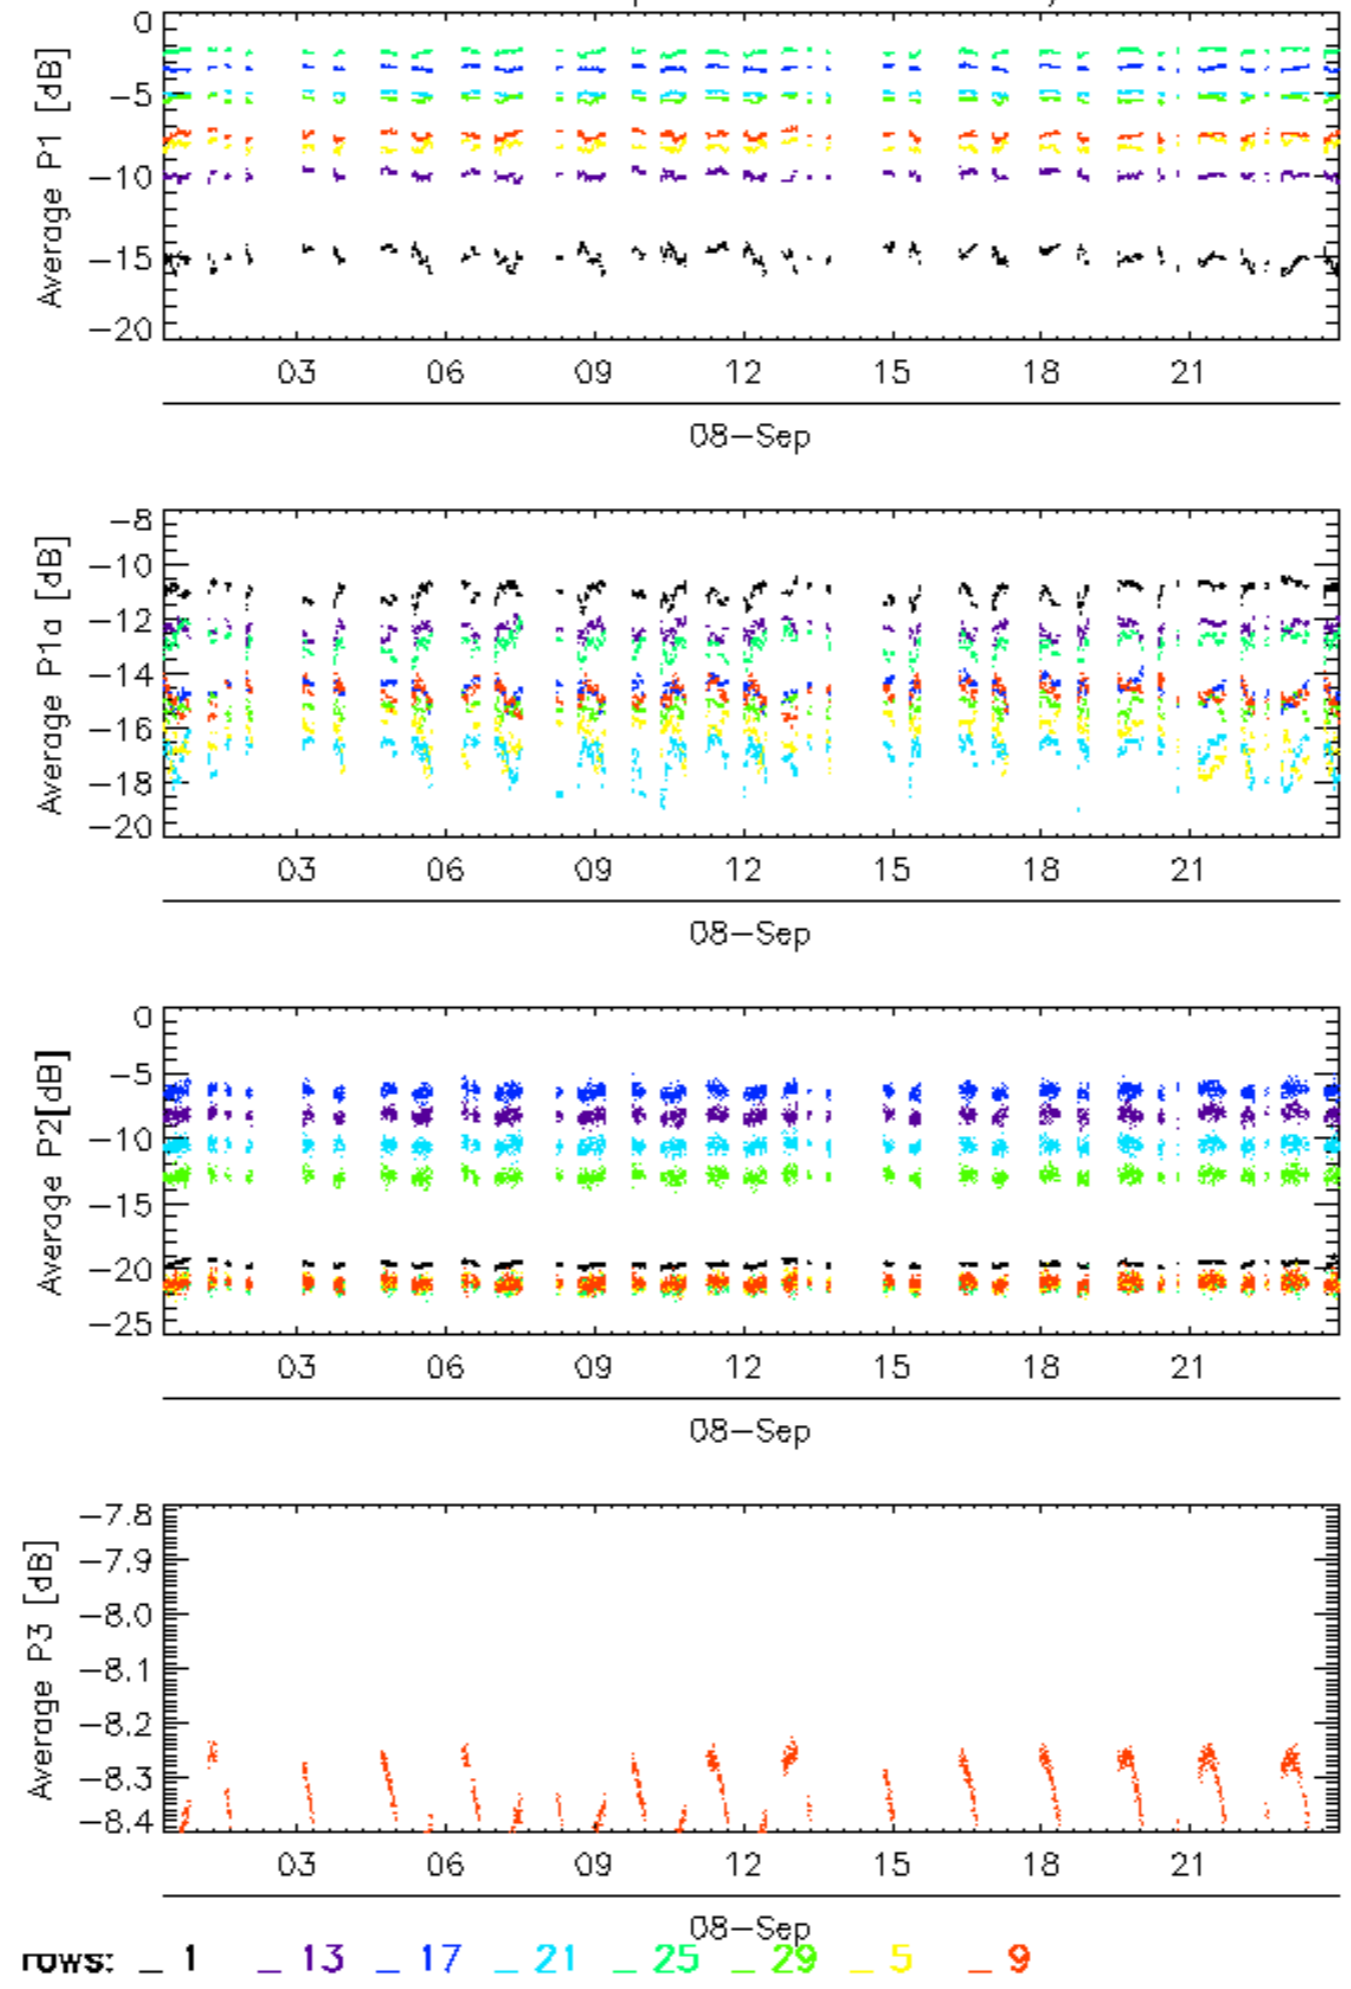 Average P1 [dB]
0
−5
−10
−15
−20
03 06 09 12 15 18 21
08−Sep
Average P1a [dB]
−8
−10
−12
−14
−16
−18
−20
03 06 09 12 15 18 21
08−Sep
Average P2[dB]
0
−5
−10
−15
−20
−25
03 06 09 12 15 18 21
08−Sep
Average P3 [dB]
−7.8
−7.9
−8.0
−8.1
−8.2
−8.3
−8.4
03 06 09 12 15 18 21
08−Sep
rows: _ 1 _ 13 _ 17 _ 21 _ 25 _ 29 _ 5 _ 9